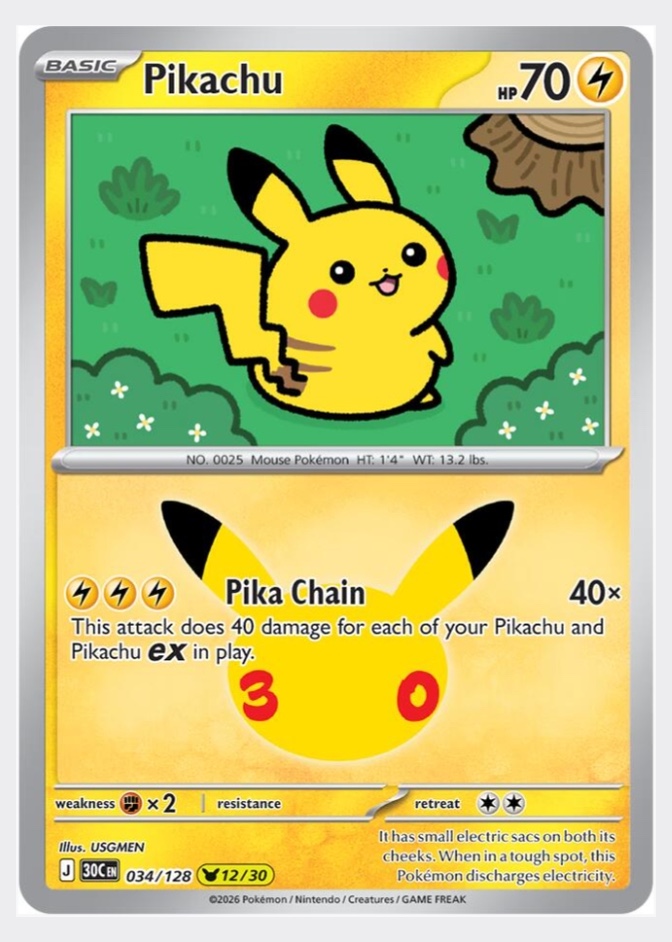 BASIC Pikachu HP 70
NO. 0025 Mouse Pokémon HT: 1'4" WT: 13.2 lbs.
Pika Chain 40×
This attack does 40 damage for each of your Pikachu and
Pikachu ex in play.
3 0
weakness ×2 resistance retreat
Illus. USGMEN
It has small electric sacs on both its
cheeks. When in a tough spot, this
Pokémon discharges electricity.
J 30C EN 034/128 12/30
©2026 Pokémon / Nintendo / Creatures / GAME FREAK